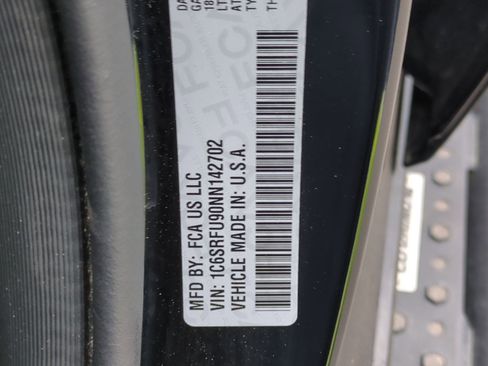 MFD BY: FCA US LLC
VIN: 1C6SRFU90NN142702
VEHICLE MADE IN: U.S.A.